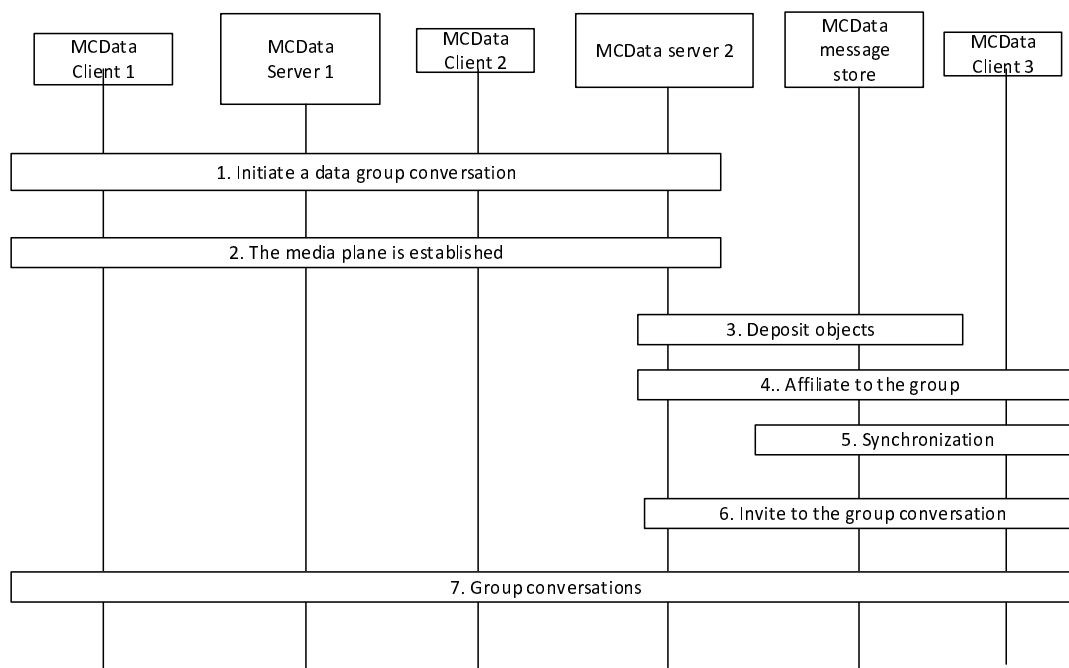 MCData
Client 1
MCData
Server 1
MCData
Client 2
MCData server 2
MCData
message
store
MCData
Client 3
1. Initiate a data group conversation
2. The media plane is established
3. Deposit objects
4.. Affiliate to the group
5. Synchronization
6. Invite to the group conversation
7. Group conversations